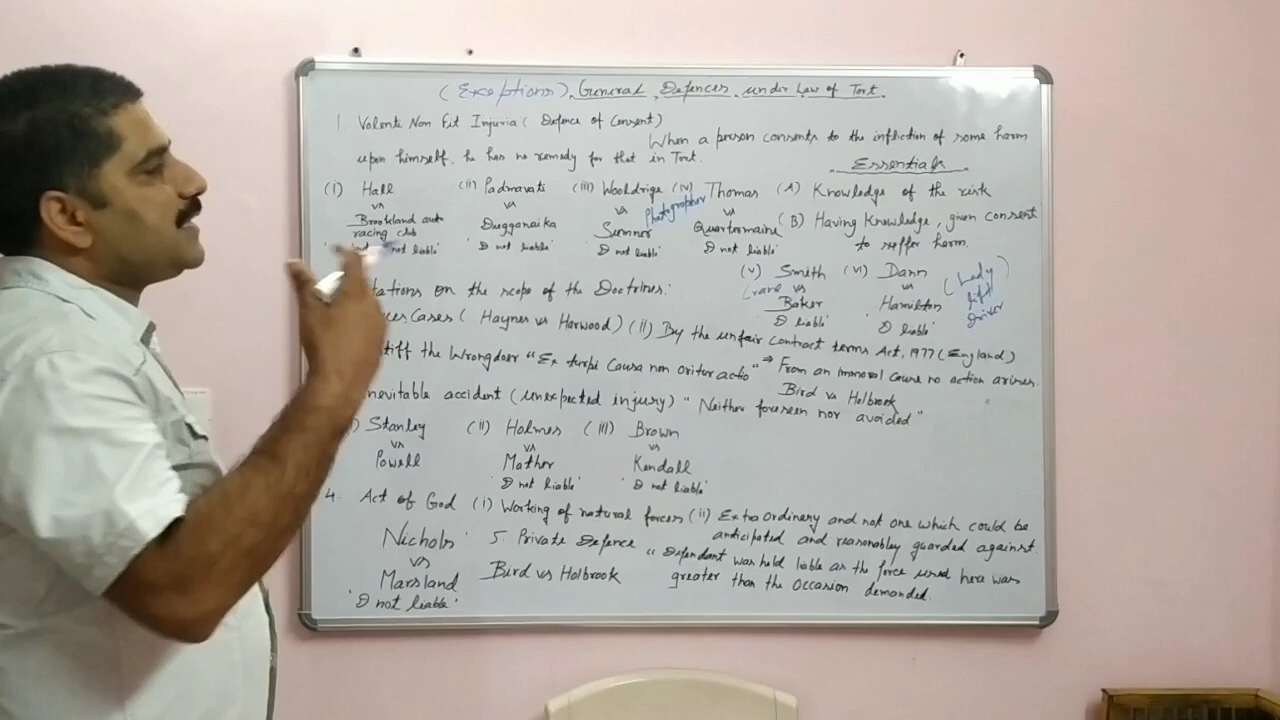 (Exceptions) General Defences under Law of Tort
1. Volenti Non Fit Injuria (Defence of Consent)
When a person consents to the infliction of some harm
upon himself, he has no remedy for that in Tort.
Essentials
(i) Hall (ii) Padmavati (iii) Wooldrige (iv) Thomas (A) Knowledge of the risk
vs vs vs Photographer vs
Brookland auto Dugganaika Sumner Quartermaine (B) Having Knowledge, given consent
racing club to suffer harm.
not liable' 'D not liable' 'D not liable' 'D not liable'
(v) Smith (vi) Dann (Lady
Crane vs vs lift
Baker Hamilton driver
'D liable' 'D liable'
tations on the scope of the Doctrines:
cues Cases (Haynes vs Harwood) (ii) By the unfair contract terms Act, 1977 (England)
tiff the Wrongdoer "Ex turpi Causa non oritur actio" ⇒ From an immoral cause no action arises.
Bird vs Holbrook
nevitable accident (unexpected injury) "Neither foreseen nor avoided"
) Stanley (ii) Holmes (iii) Brown
vs vs vs
Powell Mather Kendall
'D not liable' 'D not liable'
4. Act of God (i) Working of natural forces (ii) Extraordinary and not one which could be
anticipated and reasonabley guarded against.
Nichols 5. Private Defence "Defendant was held liable as the force used here was
vs Bird vs Holbrook greater than the occasion demanded.
Marsland
'D not liable'